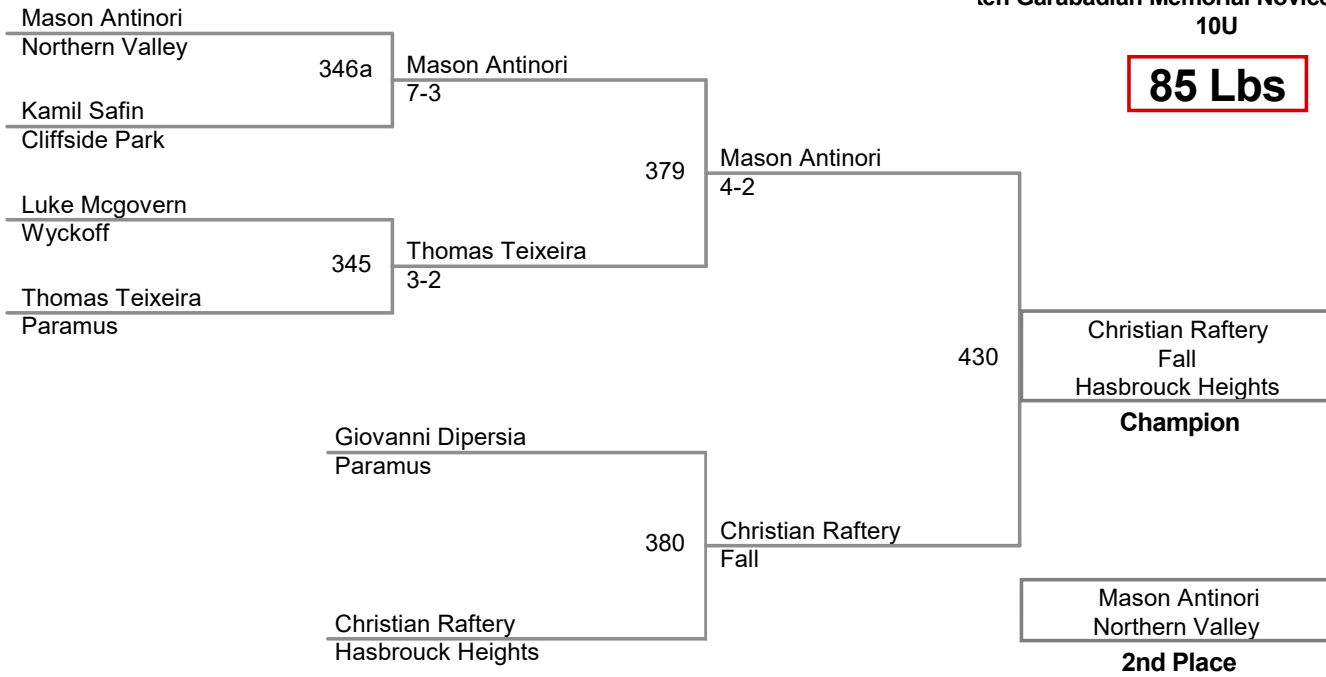 Garabadian Memorial
10U
85 Lbs
Mason Antinori
Northern Valley
346a
Mason Antinori
7-3
Kamil Safin
Cliffside Park
379
Mason Antinori
4-2
Luke Mcgovern
Wyckoff
345
Thomas Teixeira
3-2
Thomas Teixeira
Paramus
430
Christian Raftery
Fall
Hasbrouck Heights
Champion
Giovanni Dipersia
Paramus
380
Christian Raftery
Fall
Christian Raftery
Hasbrouck Heights
Mason Antinori
Northern Valley
2nd Place